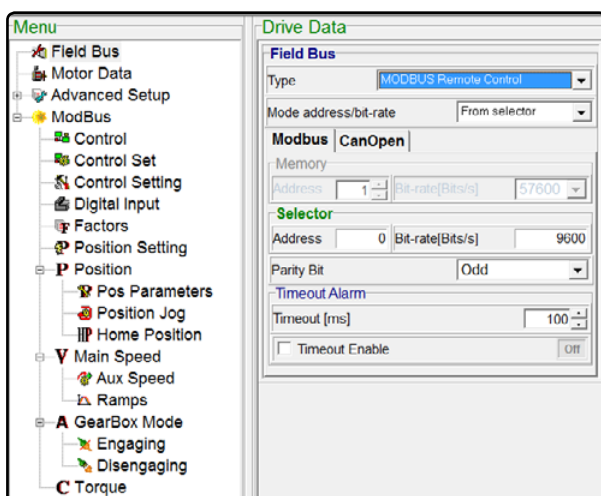 Menu
Field Bus
Motor Data
Advanced Setup
ModBus
Control
Control Set
Control Setting
Digital Input
Factors
Position Setting
P Position
Pos Parameters
Position Jog
Home Position
V Main Speed
Aux Speed
Ramps
A GearBox Mode
Engaging
Disengaging
C Torque
Drive Data
Field Bus
Type MODBUS Remote Control
Mode address/bit-rate From selector
Modbus CanOpen
Memory
Address 1 Bit-rate[Bits/s] 57600
Selector
Address 0 Bit-rate[Bits/s] 9600
Parity Bit Odd
Timeout Alarm
Timeout [ms] 100
Timeout Enable Off